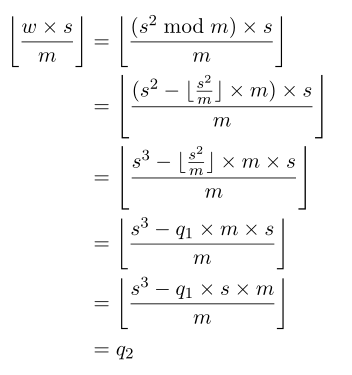 ⌊(w × s)/m⌋ = ⌊((s² mod m) × s)/m⌋
= ⌊((s² − ⌊s²/m⌋ × m) × s)/m⌋
= ⌊(s³ − ⌊s²/m⌋ × m × s)/m⌋
= ⌊(s³ − q₁ × m × s)/m⌋
= ⌊(s³ − q₁ × s × m)/m⌋
= q₂